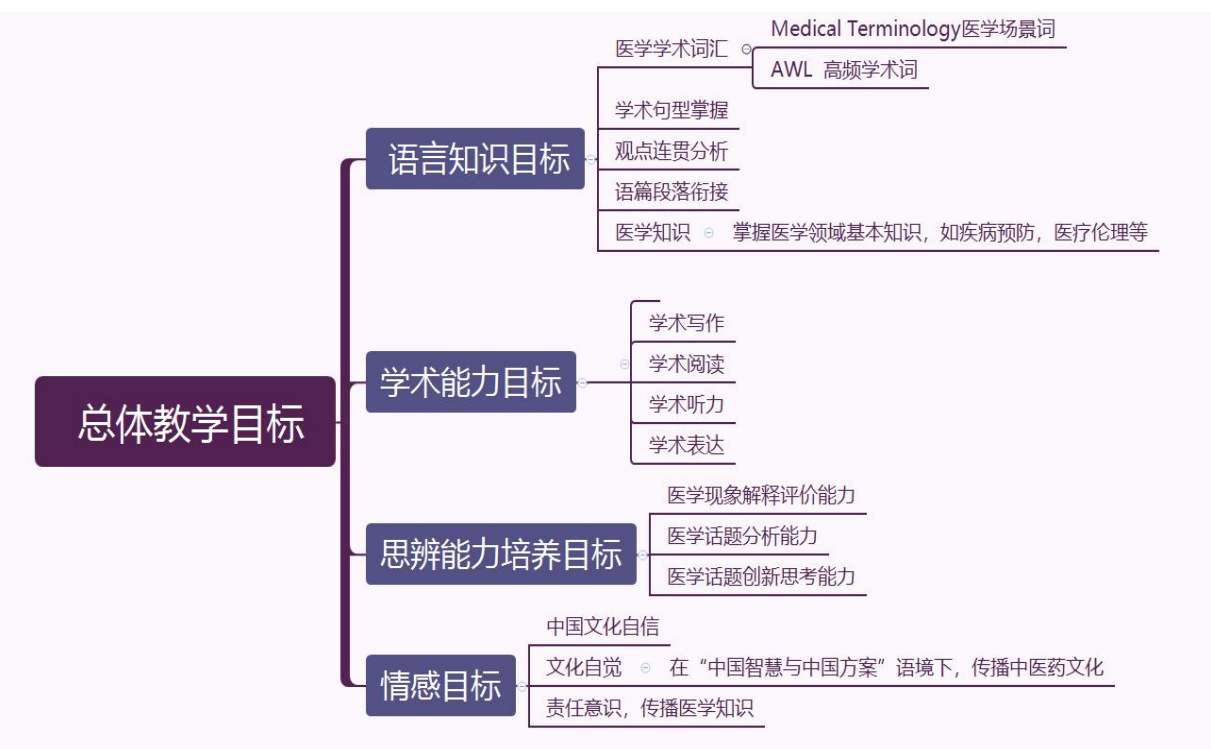 总体教学目标
语言知识目标
医学学术词汇
Medical Terminology医学场景词
AWL 高频学术词
学术句型掌握
观点连贯分析
语篇段落衔接
医学知识
掌握医学领域基本知识，如疾病预防，医疗伦理等
学术能力目标
学术写作
学术阅读
学术听力
学术表达
思辨能力培养目标
医学现象解释评价能力
医学话题分析能力
医学话题创新思考能力
情感目标
中国文化自信
文化自觉
在“中国智慧与中国方案”语境下，传播中医药文化
责任意识，传播医学知识